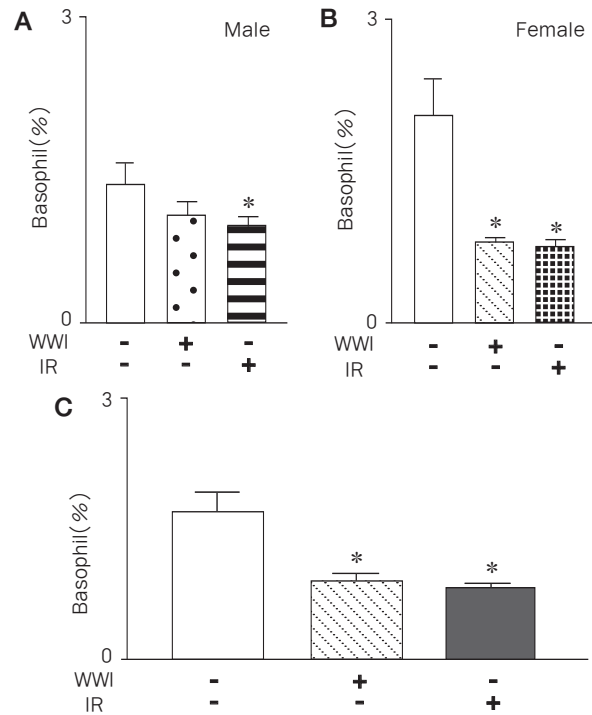 A
3
Male
Basophil(%)
*
0
WWI - + -
IR - - +
B
3
Female
Basophil(%)
* *
0
WWI - + -
IR - - +
C
3
Basophil(%)
* *
0
WWI - + -
IR - - +